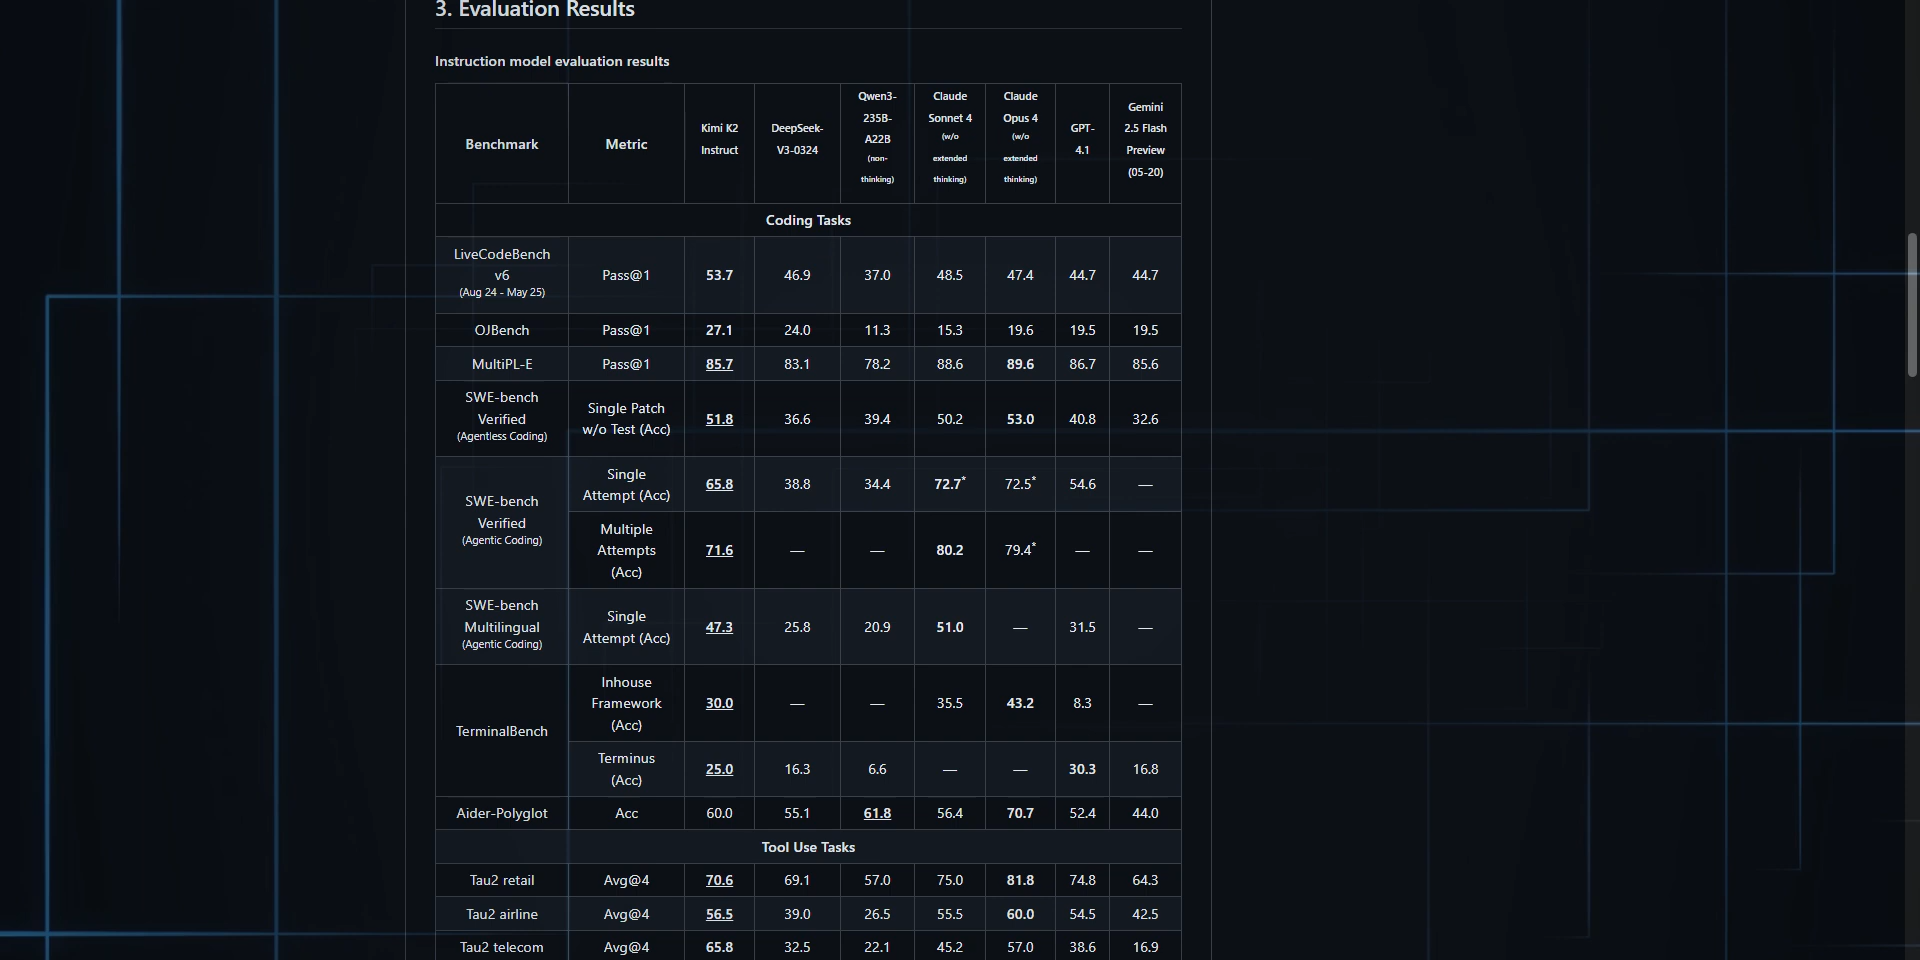 3. Evaluation Results
Instruction model evaluation results
Benchmark Metric Kimi K2 Instruct DeepSeek-V3-0324 Qwen3-235B-A22B (non-thinking) Claude Sonnet 4 (w/o extended thinking) Claude Opus 4 (w/o extended thinking) GPT-4.1 Gemini 2.5 Flash Preview (05-20)
Coding Tasks
LiveCodeBench v6 (Aug 24 - May 25) Pass@1 53.7 46.9 37.0 48.5 47.4 44.7 44.7
OJBench Pass@1 27.1 24.0 11.3 15.3 19.6 19.5 19.5
MultiPL-E Pass@1 85.7 83.1 78.2 88.6 89.6 86.7 85.6
SWE-bench Verified (Agentless Coding) Single Patch w/o Test (Acc) 51.8 36.6 39.4 50.2 53.0 40.8 32.6
SWE-bench Verified (Agentic Coding) Single Attempt (Acc) 65.8 38.8 34.4 72.7* 72.5* 54.6 —
Multiple Attempts (Acc) 71.6 — — 80.2 79.4* — —
SWE-bench Multilingual (Agentic Coding) Single Attempt (Acc) 47.3 25.8 20.9 51.0 — 31.5 —
TerminalBench Inhouse Framework (Acc) 30.0 — — 35.5 43.2 8.3 —
Terminus (Acc) 25.0 16.3 6.6 — — 30.3 16.8
Aider-Polyglot Acc 60.0 55.1 61.8 56.4 70.7 52.4 44.0
Tool Use Tasks
Tau2 retail Avg@4 70.6 69.1 57.0 75.0 81.8 74.8 64.3
Tau2 airline Avg@4 56.5 39.0 26.5 55.5 60.0 54.5 42.5
Tau2 telecom Avg@4 65.8 32.5 22.1 45.2 57.0 38.6 16.9